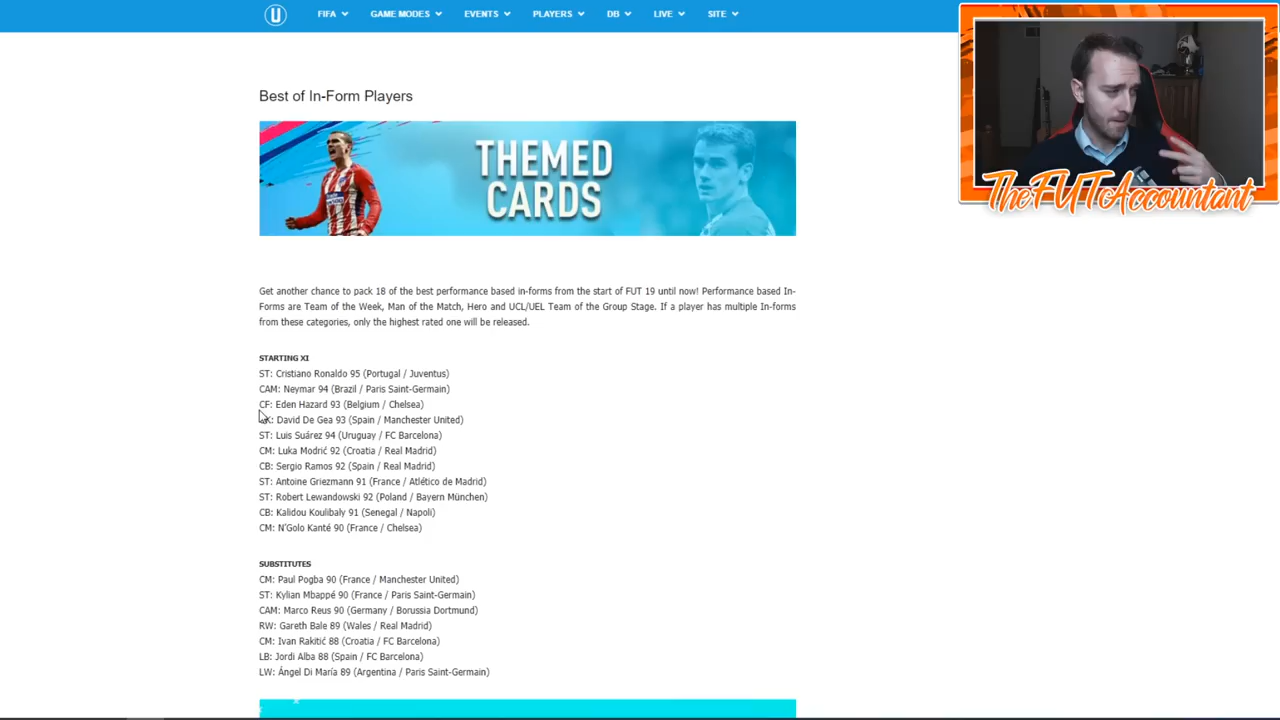 U
FIFA
GAME MODES
EVENTS
PLAYERS
DB
LIVE
SITE
Best of In-Form Players
THEMED
CARDS
Get another chance to pack 18 of the best performance based in-forms from the start of FUT 19 until now! Performance based In-
Forms are Team of the Week, Man of the Match, Hero and UCL/UEL Team of the Group Stage. If a player has multiple In-forms
from these categories, only the highest rated one will be released.
STARTING XI
ST: Cristiano Ronaldo 95 (Portugal / Juventus)
CAM: Neymar 94 (Brazil / Paris Saint-Germain)
CF: Eden Hazard 93 (Belgium / Chelsea)
K: David De Gea 93 (Spain / Manchester United)
ST: Luis Suárez 94 (Uruguay / FC Barcelona)
CM: Luka Modrić 92 (Croatia / Real Madrid)
CB: Sergio Ramos 92 (Spain / Real Madrid)
ST: Antoine Griezmann 91 (France / Atlético de Madrid)
ST: Robert Lewandowski 92 (Poland / Bayern München)
CB: Kalidou Koulibaly 91 (Senegal / Napoli)
CM: N'Golo Kanté 90 (France / Chelsea)
SUBSTITUTES
CM: Paul Pogba 90 (France / Manchester United)
ST: Kylian Mbappé 90 (France / Paris Saint-Germain)
CAM: Marco Reus 90 (Germany / Borussia Dortmund)
RW: Gareth Bale 89 (Wales / Real Madrid)
CM: Ivan Rakitić 88 (Croatia / FC Barcelona)
LB: Jordi Alba 88 (Spain / FC Barcelona)
LW: Ángel Di María 89 (Argentina / Paris Saint-Germain)
TheFUTAccountant